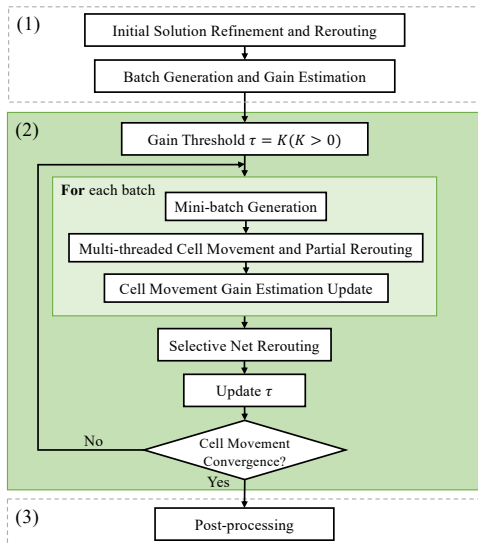 (1)
Initial Solution Refinement and Rerouting
Batch Generation and Gain Estimation
(2)
Gain Threshold τ = K(K > 0)
For each batch
Mini-batch Generation
Multi-threaded Cell Movement and Partial Rerouting
Cell Movement Gain Estimation Update
Selective Net Rerouting
Update τ
No
Cell Movement
Convergence?
Yes
(3)
Post-processing